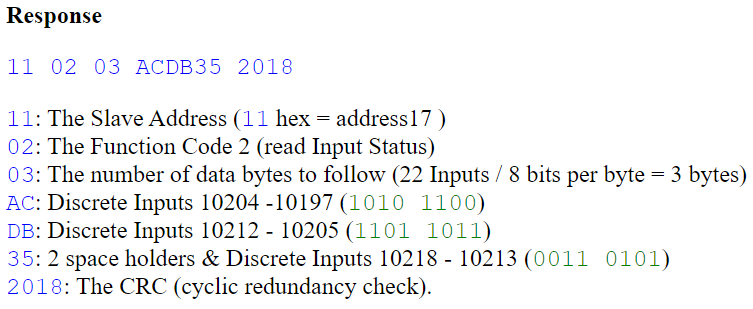 Response
11 02 03 ACDB35 2018
11: The Slave Address (11 hex = address17 )
02: The Function Code 2 (read Input Status)
03: The number of data bytes to follow (22 Inputs / 8 bits per byte = 3 bytes)
AC: Discrete Inputs 10204 -10197 (1010 1100)
DB: Discrete Inputs 10212 - 10205 (1101 1011)
35: 2 space holders & Discrete Inputs 10218 - 10213 (0011 0101)
2018: The CRC (cyclic redundancy check).